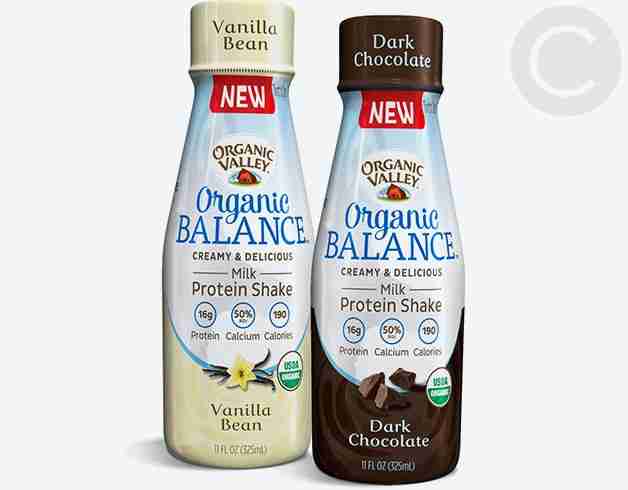 Vanilla
Bean
NEW
ORGANIC
VALLEY
Organic
BALANCE
CREAMY & DELICIOUS
Milk
Protein Shake
16g
50%
190
Protein Calcium Calories
USDA
ORGANIC
Vanilla
Bean
11 FL OZ (325mL)
Dark
Chocolate
NEW
ORGANIC
VALLEY
Organic
BALANCE
CREAMY & DELICIOUS
Milk
Protein Shake
16g
50%
190
Protein Calcium Calories
USDA
ORGANIC
Dark
Chocolate
11 FL OZ (325mL)
C